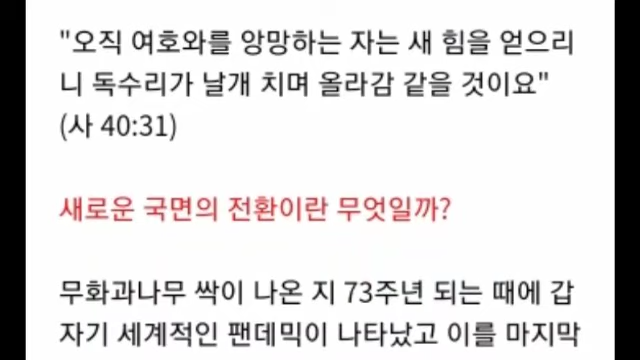 "오직 여호와를 앙망하는 자는 새 힘을 얻으리
니 독수리가 날개 치며 올라감 같을 것이요"
(사 40:31)
새로운 국면의 전환이란 무엇일까?
무화과나무 싹이 나온 지 73주년 되는 때에 갑
자기 세계적인 팬데믹이 나타났고 이를 마지막